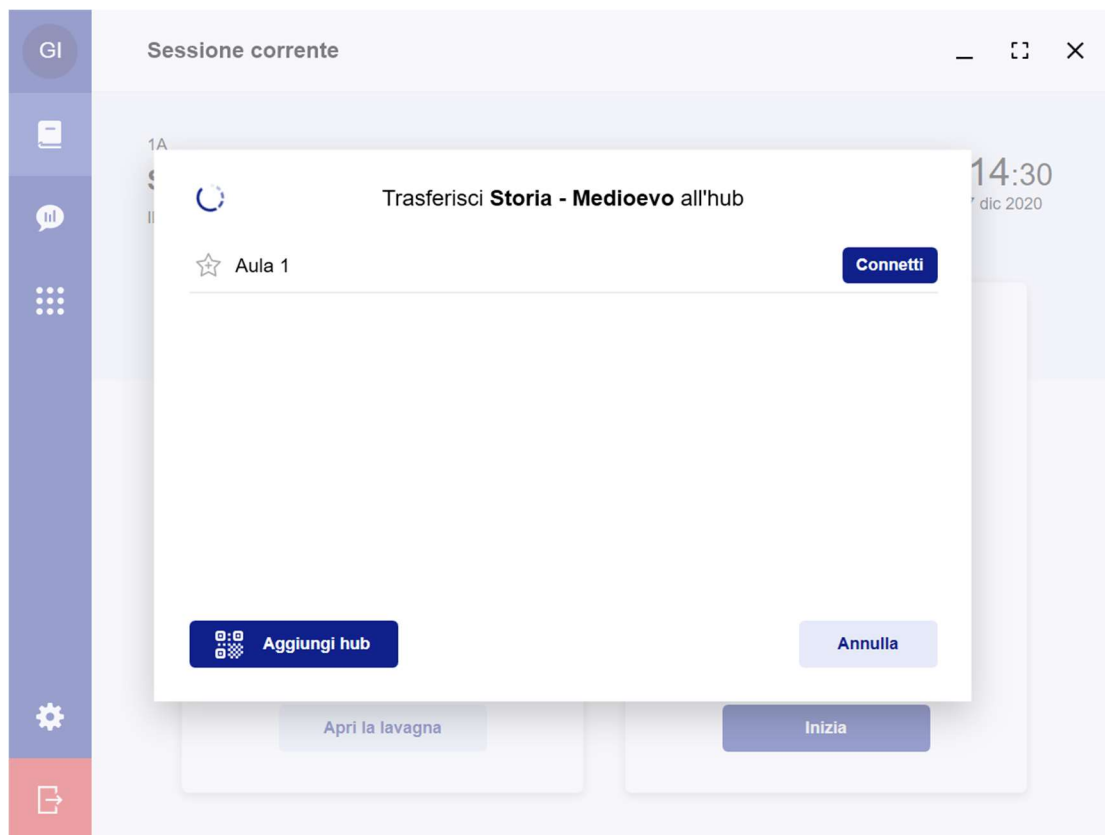 GI
Sessione corrente
1A
14:30
dic 2020
Trasferisci Storia - Medioevo all'hub
Aula 1
Connetti
Aggiungi hub
Annulla
Apri la lavagna
Inizia